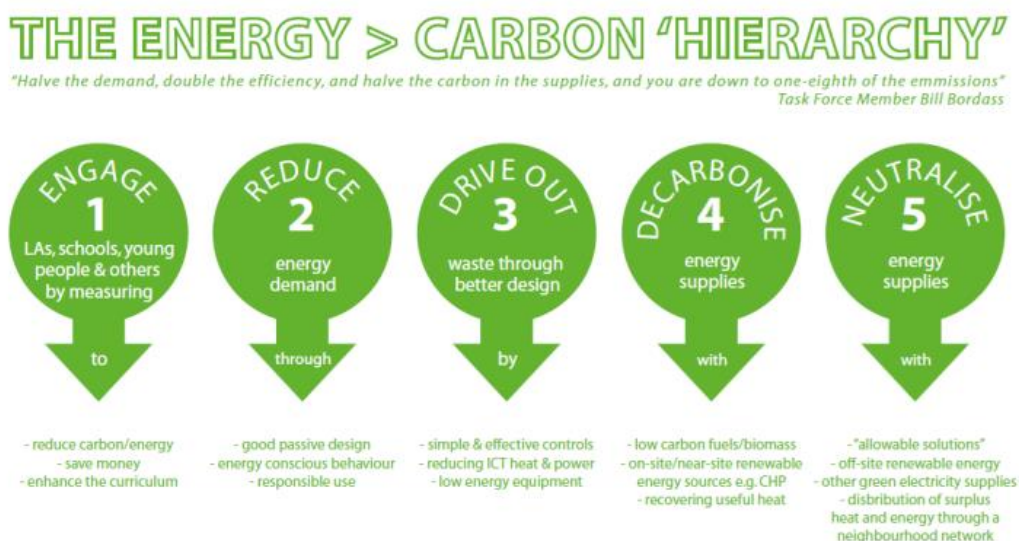 THE ENERGY > CARBON 'HIERARCHY'
"Halve the demand, double the efficiency, and halve the carbon in the supplies, and you are down to one-eighth of the emmissions"
Task Force Member Bill Bordass
ENGAGE
1
LAs, schools, young
people & others
by measuring
to
- reduce carbon/energy
- save money
- enhance the curriculum
REDUCE
2
energy
demand
through
- good passive design
- energy conscious behaviour
- responsible use
DRIVE OUT
3
waste through
better design
by
- simple & effective controls
- reducing ICT heat & power
- low energy equipment
DECARBONISE
4
energy
supplies
with
- low carbon fuels/biomass
- on-site/near-site renewable
energy sources e.g. CHP
- recovering useful heat
NEUTRALISE
5
energy
supplies
with
- "allowable solutions"
- off-site renewable energy
- other green electricity supplies
- disbribution of surplus
heat and energy through a
neighbourhood network